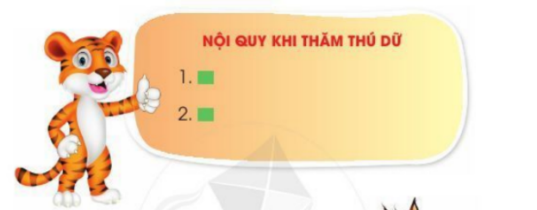 NỘI QUY KHI THĂM THÚ DỮ
1.
2.